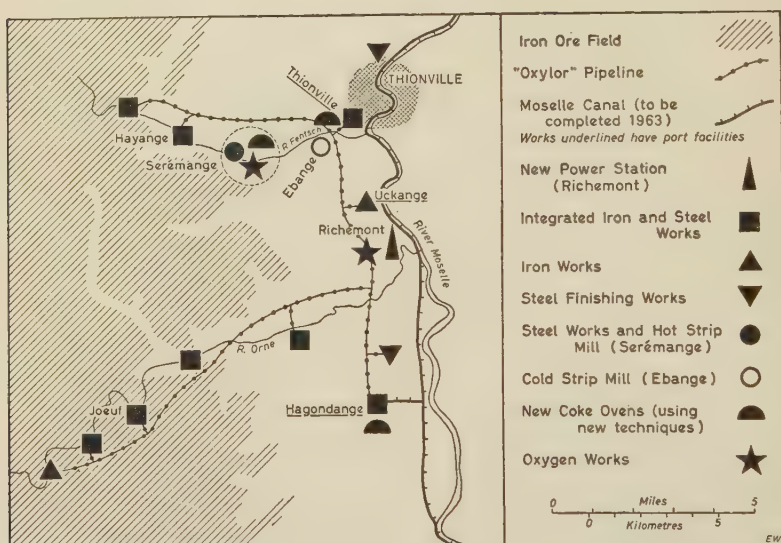 Thionville
THIONVILLE
Hayange
R. Fentsch
Serémange
Ebange
Uckange
Richemont
River Moselle
R. Orne
Joeuf
Hagondange
Iron Ore Field
"Oxylor" Pipeline
Moselle Canal (to be
completed 1963)
Works underlined have port facilities
New Power Station
(Richemont)
Integrated Iron and Steel
Works
Iron Works
Steel Finishing Works
Steel Works and Hot Strip
Mill (Serémange)
Cold Strip Mill (Ebange)
New Coke Ovens (using
new techniques)
Oxygen Works
5 Miles 5
0 Kilometres 5
EW